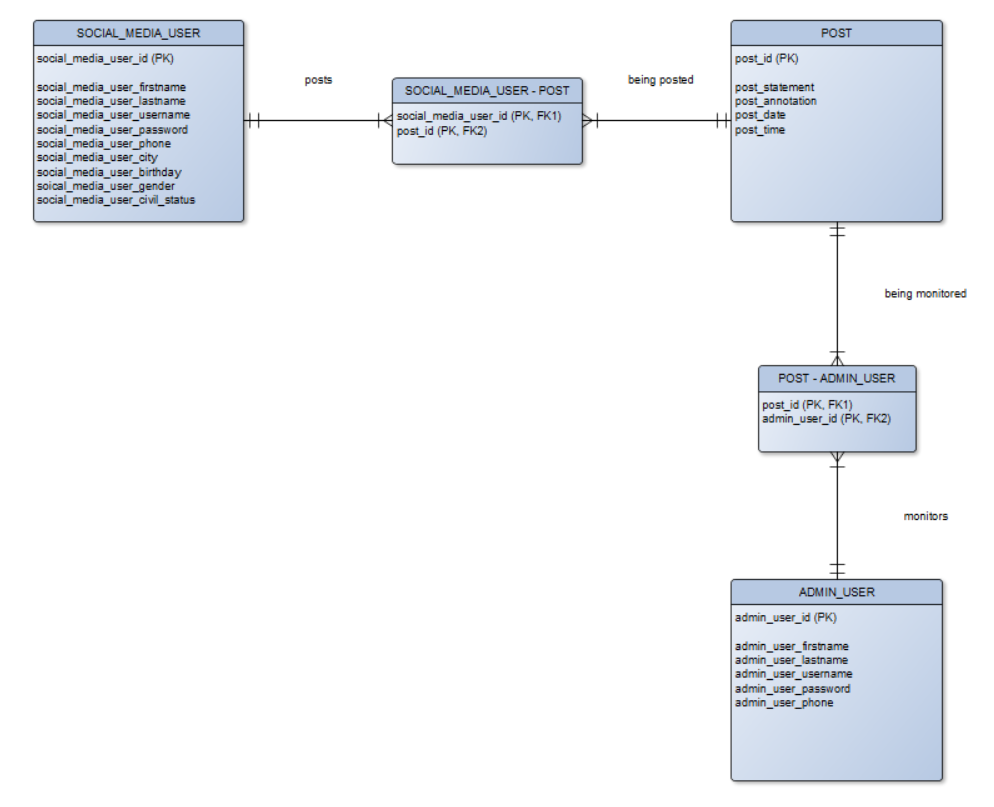 SOCIAL_MEDIA_USER
social_media_user_id (PK)
social_media_user_firstname
social_media_user_lastname
social_media_user_username
social_media_user_password
social_media_user_phone
social_media_user_city
social_media_user_birthday
soical_media_user_gender
social_media_user_civil_status
posts
SOCIAL_MEDIA_USER - POST
social_media_user_id (PK, FK1)
post_id (PK, FK2)
being posted
POST
post_id (PK)
post_statement
post_annotation
post_date
post_time
being monitored
POST - ADMIN_USER
post_id (PK, FK1)
admin_user_id (PK, FK2)
monitors
ADMIN_USER
admin_user_id (PK)
admin_user_firstname
admin_user_lastname
admin_user_username
admin_user_password
admin_user_phone